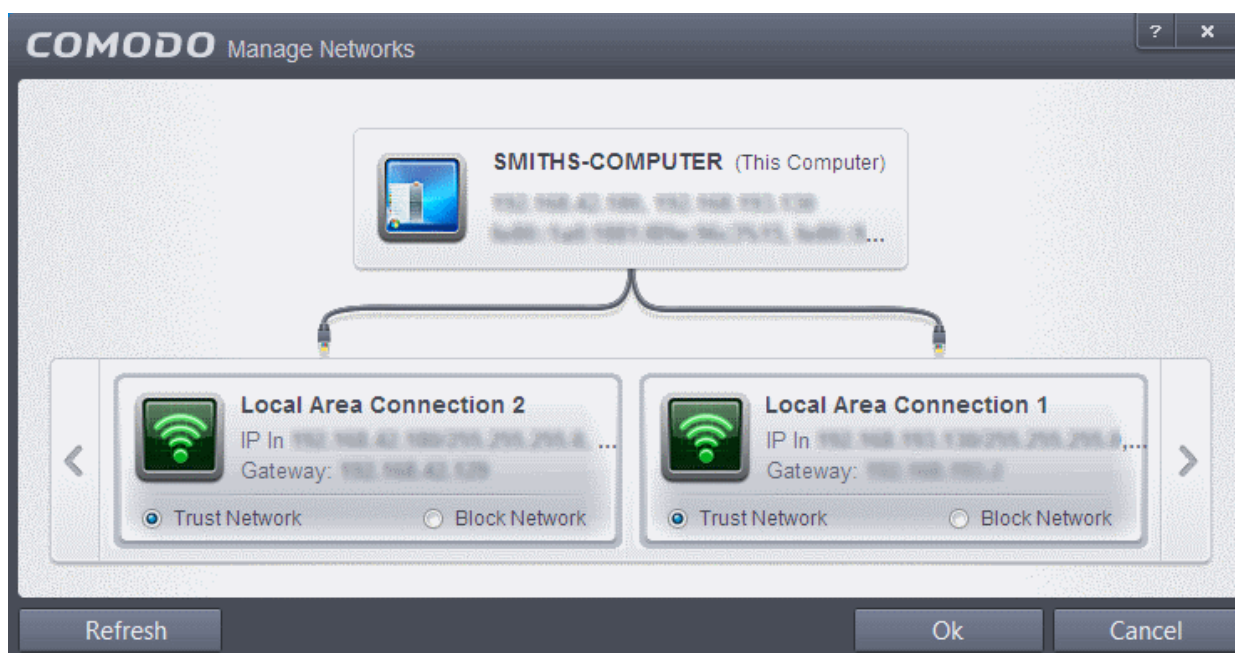 COMODO Manage Networks
? x
SMITHS-COMPUTER (This Computer)
...
Local Area Connection 2
IP In ...
Gateway:
Trust Network Block Network
Local Area Connection 1
IP In ,...
Gateway:
Trust Network Block Network
Refresh Ok Cancel